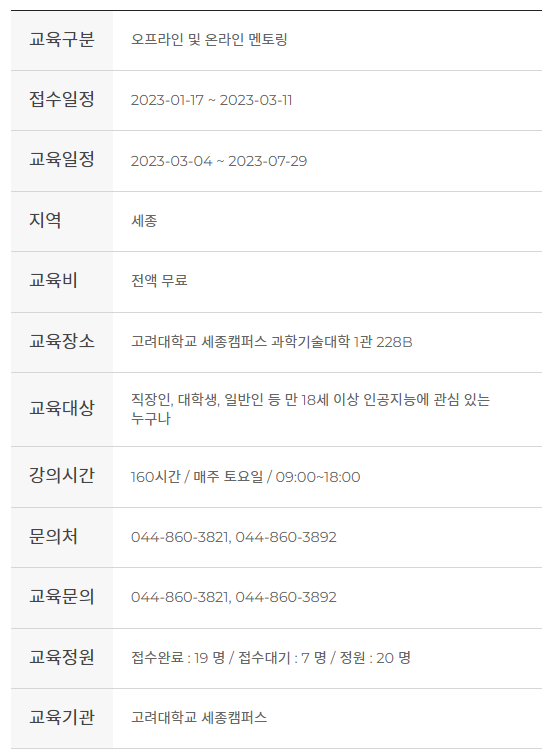 교육구분 오프라인 및 온라인 멘토링
접수일정 2023-01-17 ~ 2023-03-11
교육일정 2023-03-04 ~ 2023-07-29
지역 세종
교육비 전액 무료
교육장소 고려대학교 세종캠퍼스 과학기술대학 1관 228B
교육대상 직장인, 대학생, 일반인 등 만 18세 이상 인공지능에 관심 있는
누구나
강의시간 160시간 / 매주 토요일 / 09:00~18:00
문의처 044-860-3821, 044-860-3892
교육문의 044-860-3821, 044-860-3892
교육정원 접수완료 : 19 명 / 접수대기 : 7 명 / 정원 : 20 명
교육기관 고려대학교 세종캠퍼스